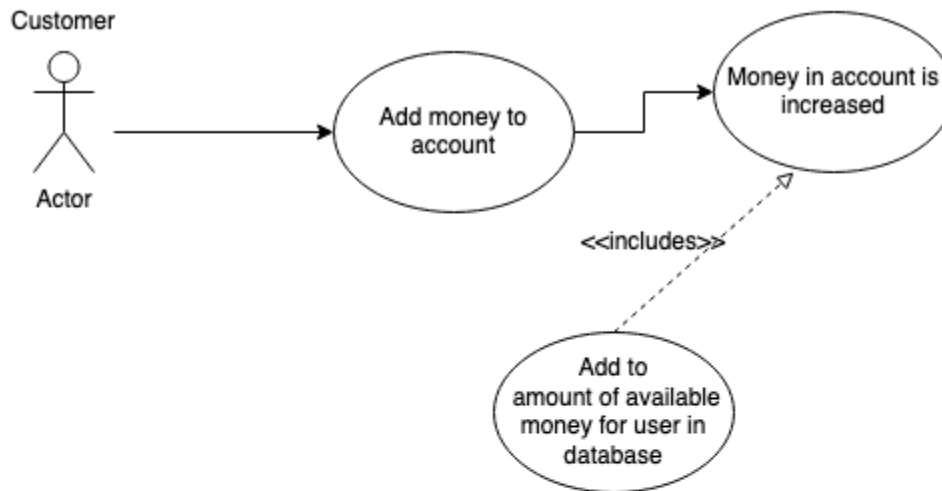 Customer
Actor
Add money to
account
Money in account is
increased
<<includes>>
Add to
amount of available
money for user in
database